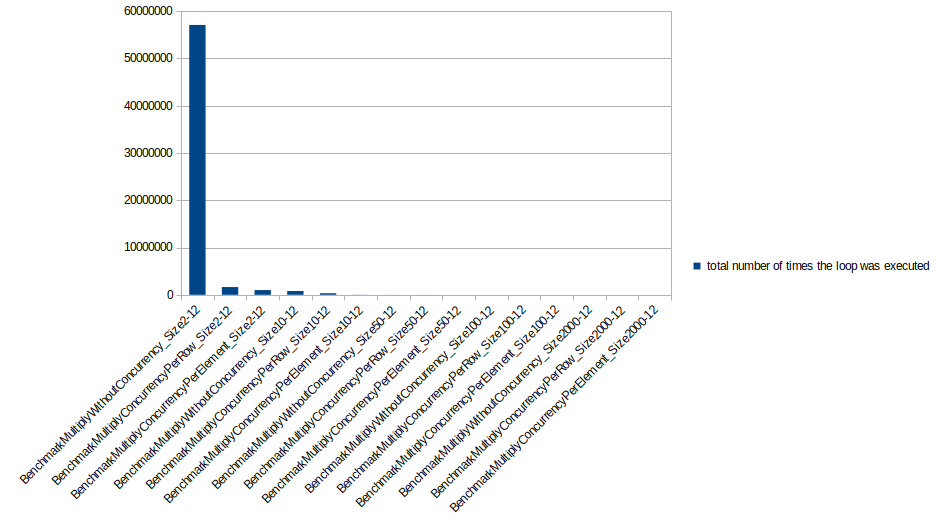 60000000
50000000
40000000
30000000
20000000
10000000
0
total number of times the loop was executed
BenchmarkMultiplyWithoutConcurrency_Size2-12
BenchmarkMultiplyConcurrencyPerRow_Size2-12
BenchmarkMultiplyConcurrencyPerElement_Size2-12
BenchmarkMultiplyWithoutConcurrency_Size10-12
BenchmarkMultiplyConcurrencyPerRow_Size10-12
BenchmarkMultiplyConcurrencyPerElement_Size10-12
BenchmarkMultiplyWithoutConcurrency_Size50-12
BenchmarkMultiplyConcurrencyPerRow_Size50-12
BenchmarkMultiplyConcurrencyPerElement_Size50-12
BenchmarkMultiplyWithoutConcurrency_Size100-12
BenchmarkMultiplyConcurrencyPerRow_Size100-12
BenchmarkMultiplyConcurrencyPerElement_Size100-12
BenchmarkMultiplyWithoutConcurrency_Size2000-12
BenchmarkMultiplyConcurrencyPerRow_Size2000-12
BenchmarkMultiplyConcurrencyPerElement_Size2000-12